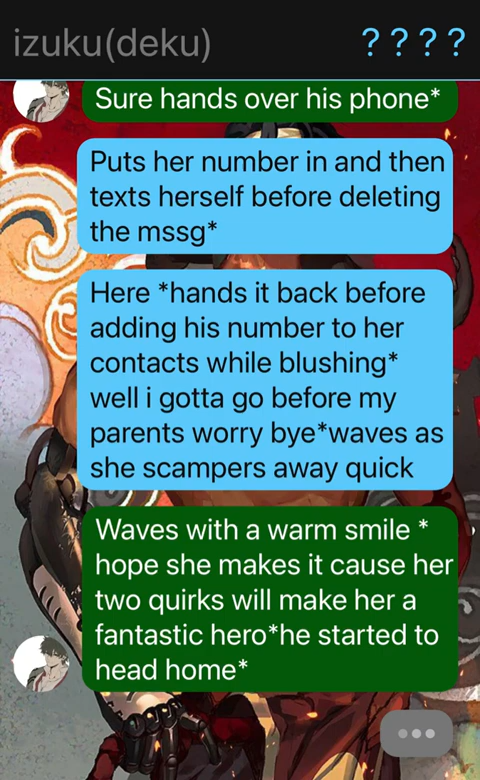 izuku(deku)
????
Sure hands over his phone*
Puts her number in and then
texts herself before deleting
the mssg*
Here *hands it back before
adding his number to her
contacts while blushing*
well i gotta go before my
parents worry bye*waves as
she scampers away quick
Waves with a warm smile *
hope she makes it cause her
two quirks will make her a
fantastic hero*he started to
head home*